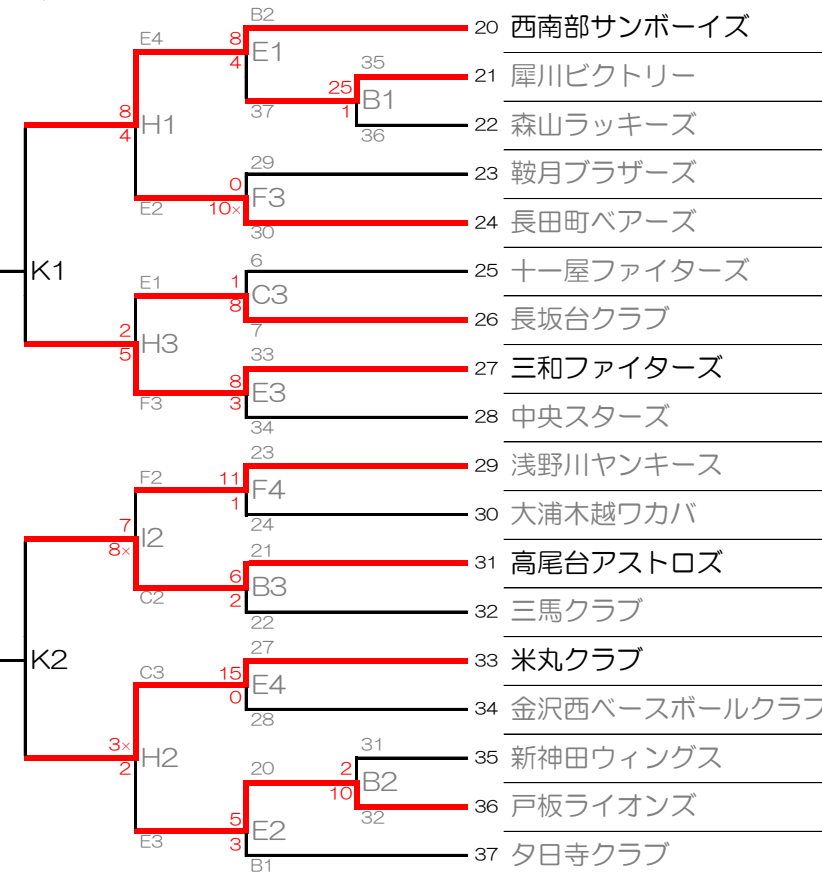 B2
20 西南部サンボーイズ
E4
8
E1
4
35
21 犀川ビクトリー
25
B1
37
1
8
H1
4
36
22 森山ラッキーズ
29
23 鞍月ブラザーズ
0
F3
E2
10×
24 長田町ベアーズ
30
6
K1
25 十一屋ファイターズ
E1
1
C3
8
26 長坂台クラブ
7
2
H3
5
33
27 三和ファイターズ
8
E3
F3
3
28 中央スターズ
34
23
29 浅野川ヤンキース
F2
11
F4
1
30 大浦木越ワカバ
24
7
I2
8×
21
31 高尾台アストロズ
6
B3
C2
2
32 三馬クラブ
22
27
K2
33 米丸クラブ
C3
15
E4
0
34 金沢西ベースボールクラブ
28
3×
H2
2
31
35 新神田ウィングス
20
2
B2
10
36 戸板ライオンズ
32
5
E2
E3
3
37 夕日寺クラブ
B1